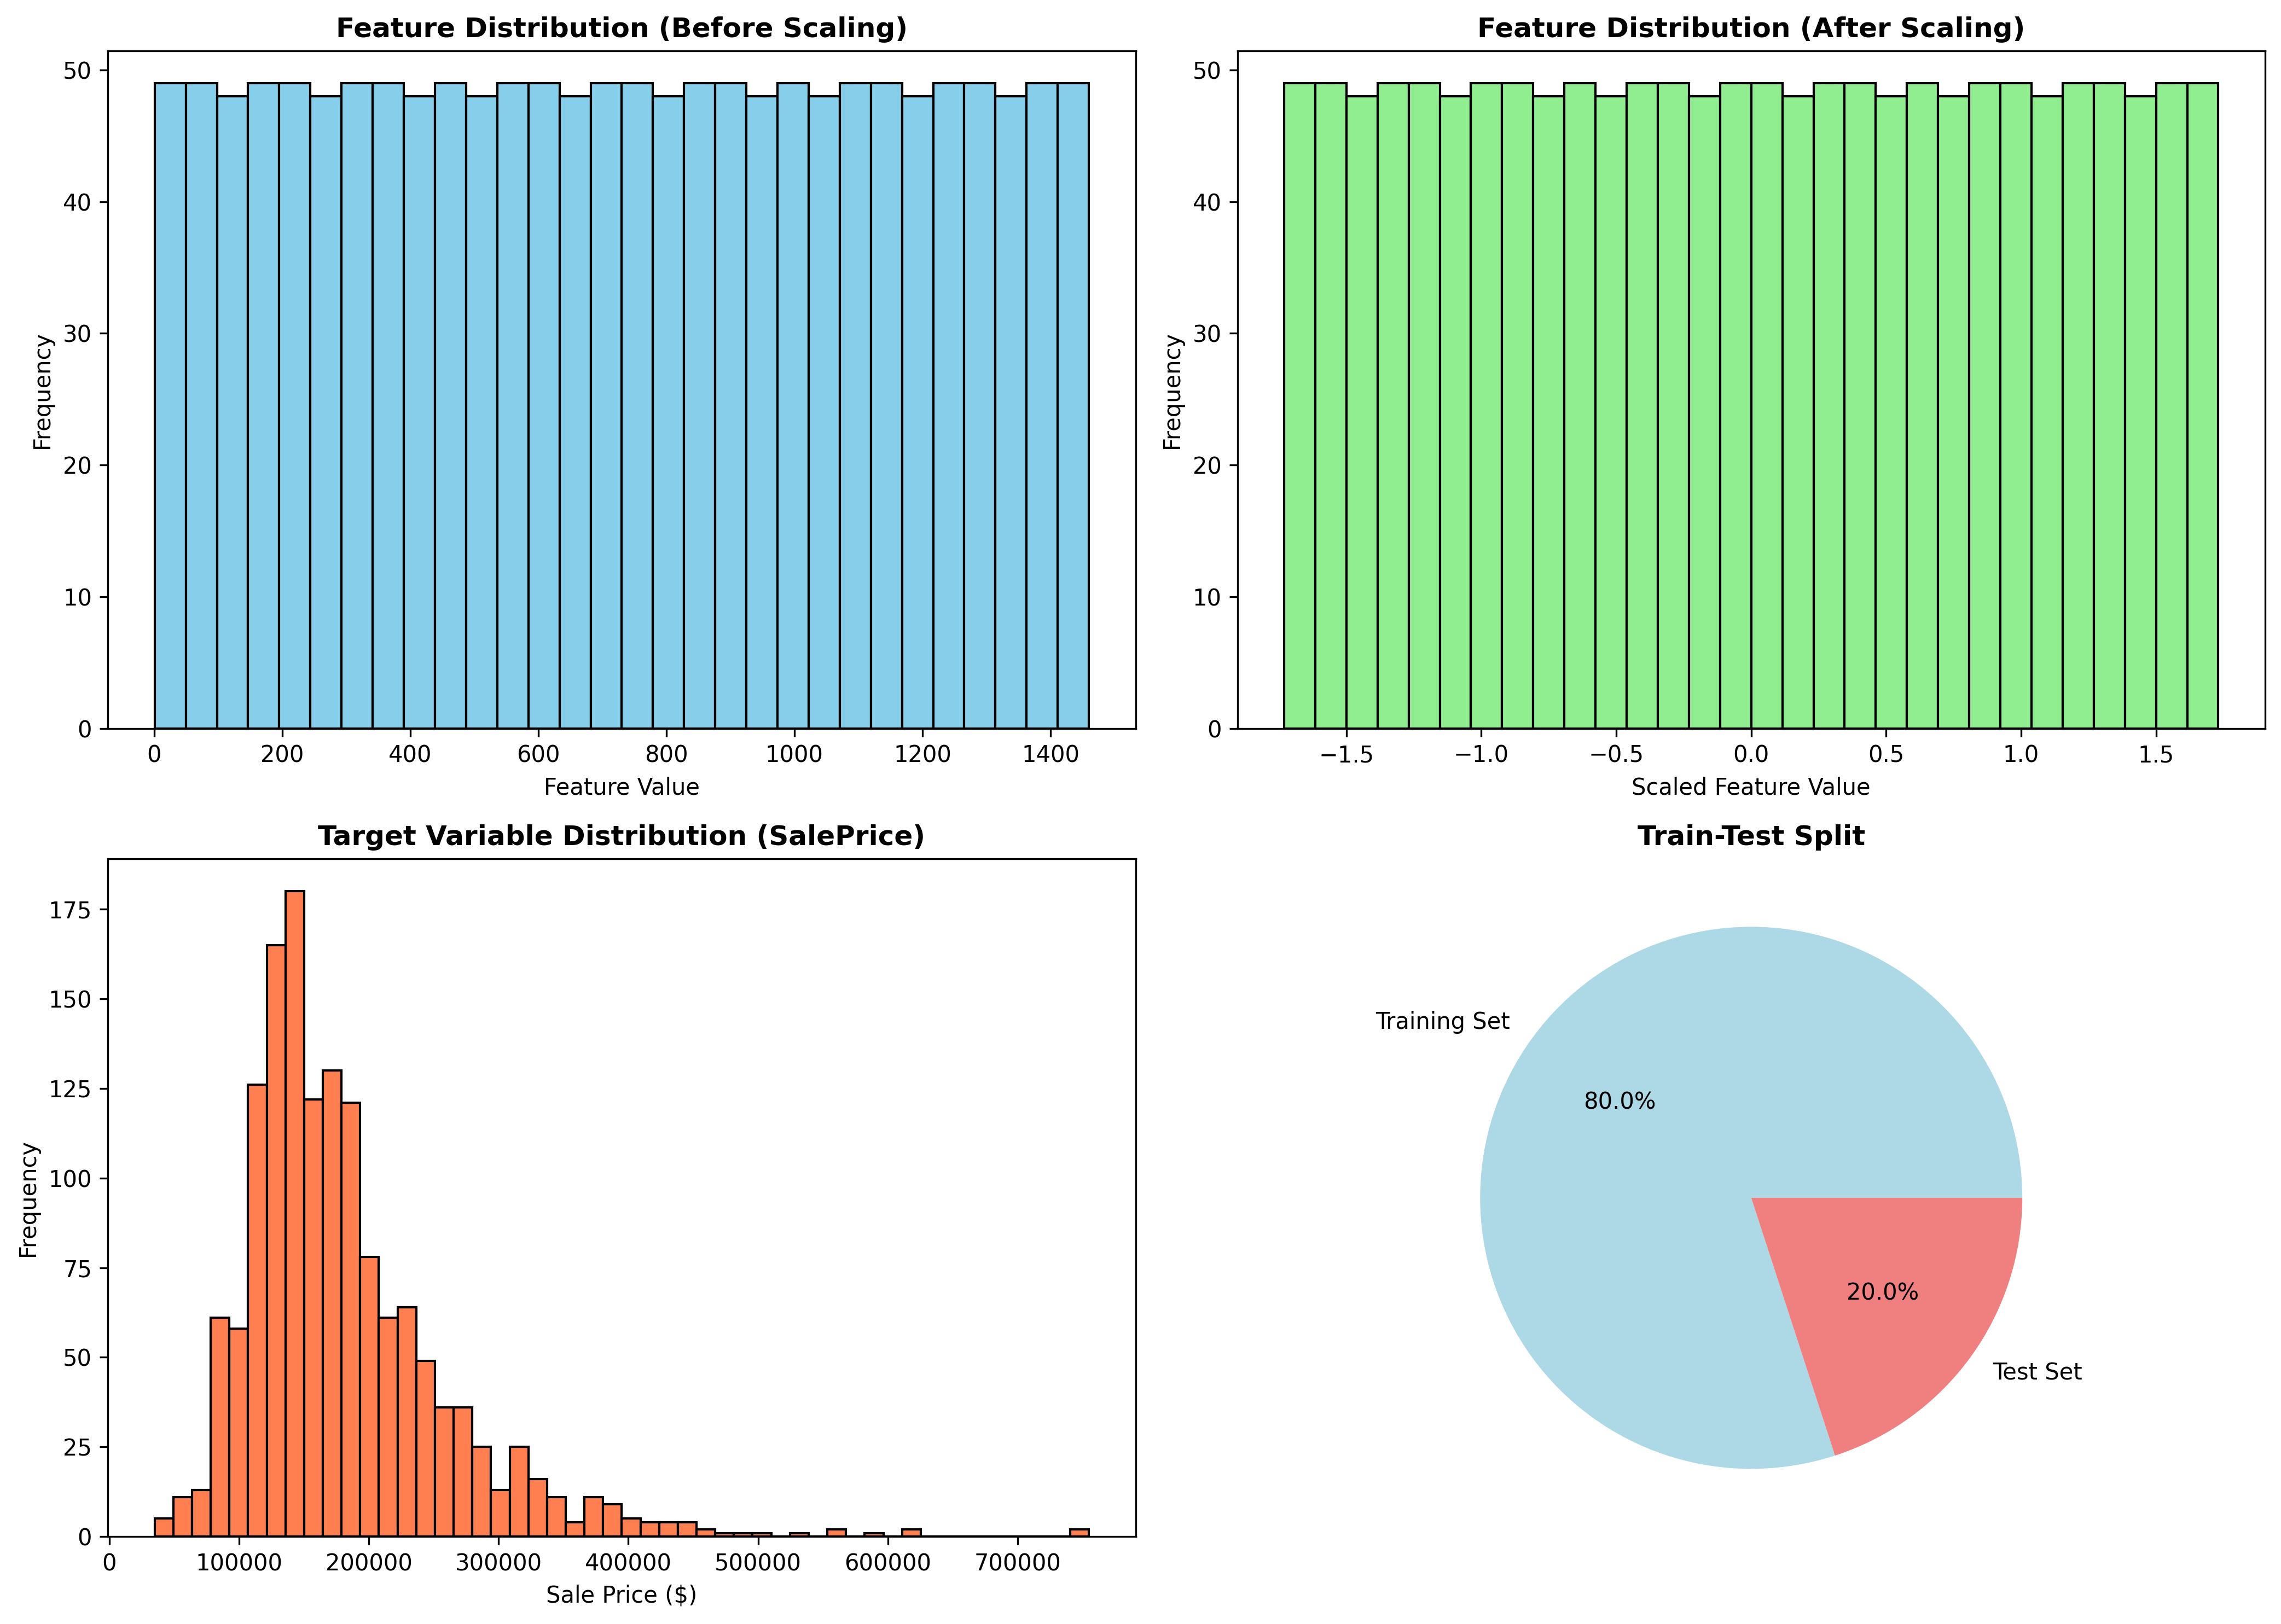 Feature Distribution (Before Scaling)
50
40
30
20
10
0
Frequency
0 200 400 600 800 1000 1200 1400
Feature Value
Feature Distribution (After Scaling)
50
40
30
20
10
0
Frequency
−1.5 −1.0 −0.5 0.0 0.5 1.0 1.5
Scaled Feature Value
Target Variable Distribution (SalePrice)
175
150
125
100
75
50
25
0
Frequency
0 100000 200000 300000 400000 500000 600000 700000
Sale Price ($)
Train-Test Split
Training Set
80.0%
20.0%
Test Set